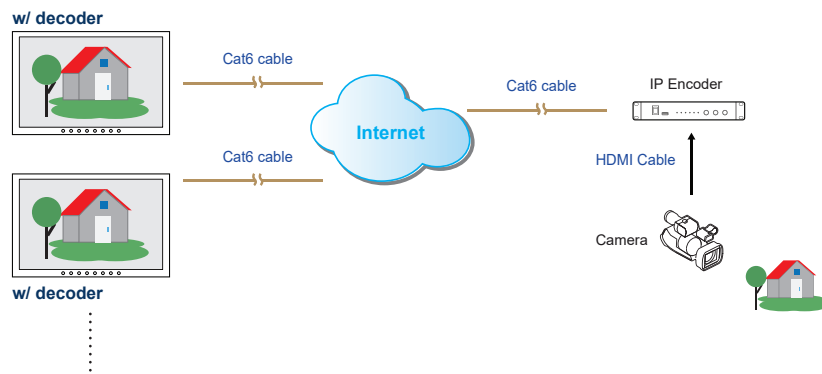 w/ decoder
Cat6 cable
Cat6 cable
IP Encoder
Internet
Cat6 cable
HDMI Cable
Camera
w/ decoder